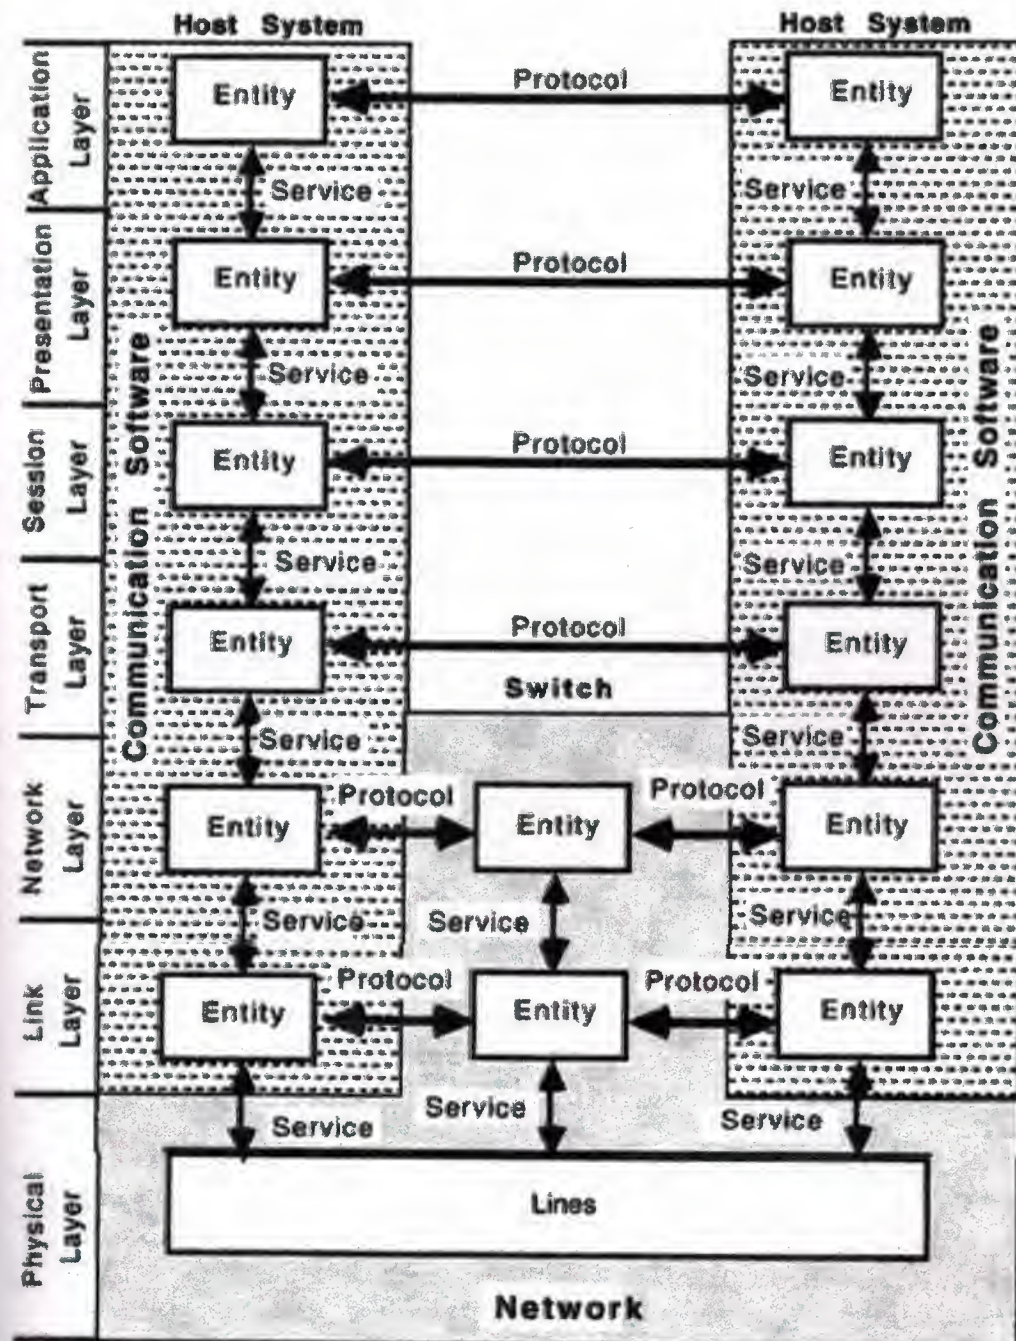 Host System
Host System
Application
Layer
Entity
Protocol
Entity
Service
Service
Presentation
Layer
Entity
Protocol
Entity
Service
Service
Communication Software
Communication Software
Session
Layer
Entity
Protocol
Entity
Service
Service
Transport
Layer
Entity
Protocol
Entity
Switch
Service
Service
Network
Layer
Entity
Protocol
Entity
Protocol
Entity
Service
Service
Service
Link
Layer
Entity
Protocol
Entity
Protocol
Entity
Service
Service
Service
Physical
Layer
Lines
Network